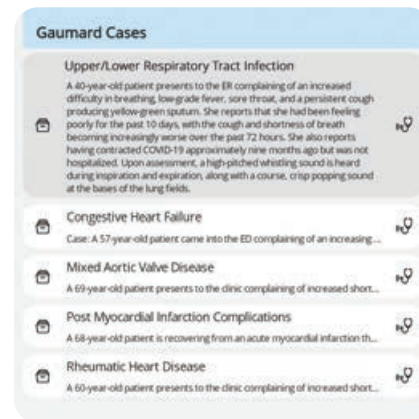 Gaumard Cases
Upper/Lower Respiratory Tract Infection
A 40-year-old patient presents to the ER complaining of an increased
difficulty in breathing, low-grade fever, sore throat, and a persistent cough
producing yellow-green sputum. She reports that she had been feeling
poorly for the past 10 days, with the cough and shortness of breath
becoming increasingly worse over the past 72 hours. She also reports
having contracted COVID-19 approximately nine months ago but was not
hospitalized. Upon assessment, a high-pitched whistling sound is heard
during inspiration and expiration, along with a course, crisp popping sound
at the bases of the lung fields.
Congestive Heart Failure
Case: A 57-year-old patient came into the ED complaining of an increasing...
Mixed Aortic Valve Disease
A 69-year-old patient presents to the clinic complaining of increased short...
Post Myocardial Infarction Complications
A 68-year-old patient is recovering from an acute myocardial infarction th...
Rheumatic Heart Disease
A 60-year-old patient presents to the clinic complaining of increased short...